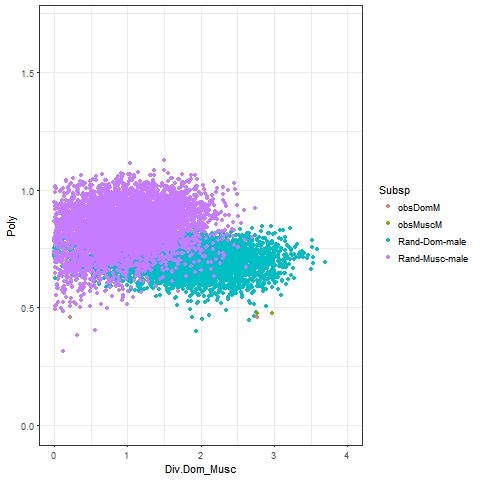 1.5
1.0
0.5
0.0
Poly
0 1 2 3 4
Div.Dom_Musc
Subsp
obsDomM
obsMuscM
Rand-Dom-male
Rand-Musc-male